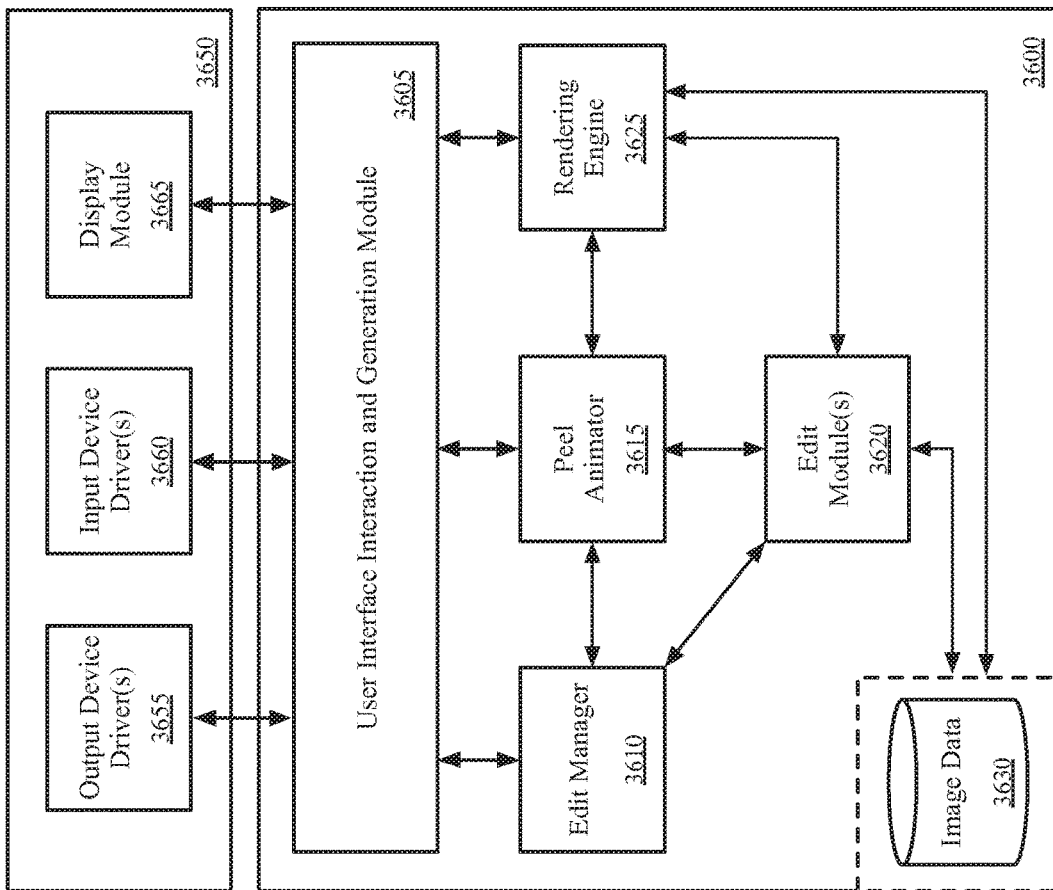 Output Device
Driver(s)
3655
Input Device
Driver(s)
3660
Display
Module
3665
3650
User Interface Interaction and Generation Module
3605
Edit Manager
3610
Peel
Animator
3615
Rendering
Engine
3625
Edit
Module(s)
3620
Image Data
3630
3600